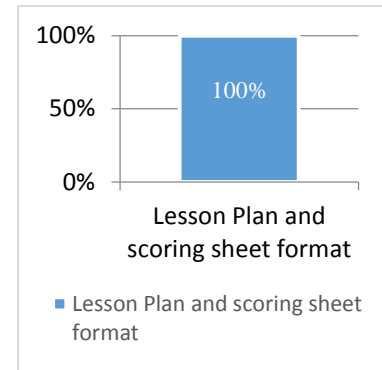 100%
100%
50%
0%
Lesson Plan and
scoring sheet format
Lesson Plan and scoring sheet
format